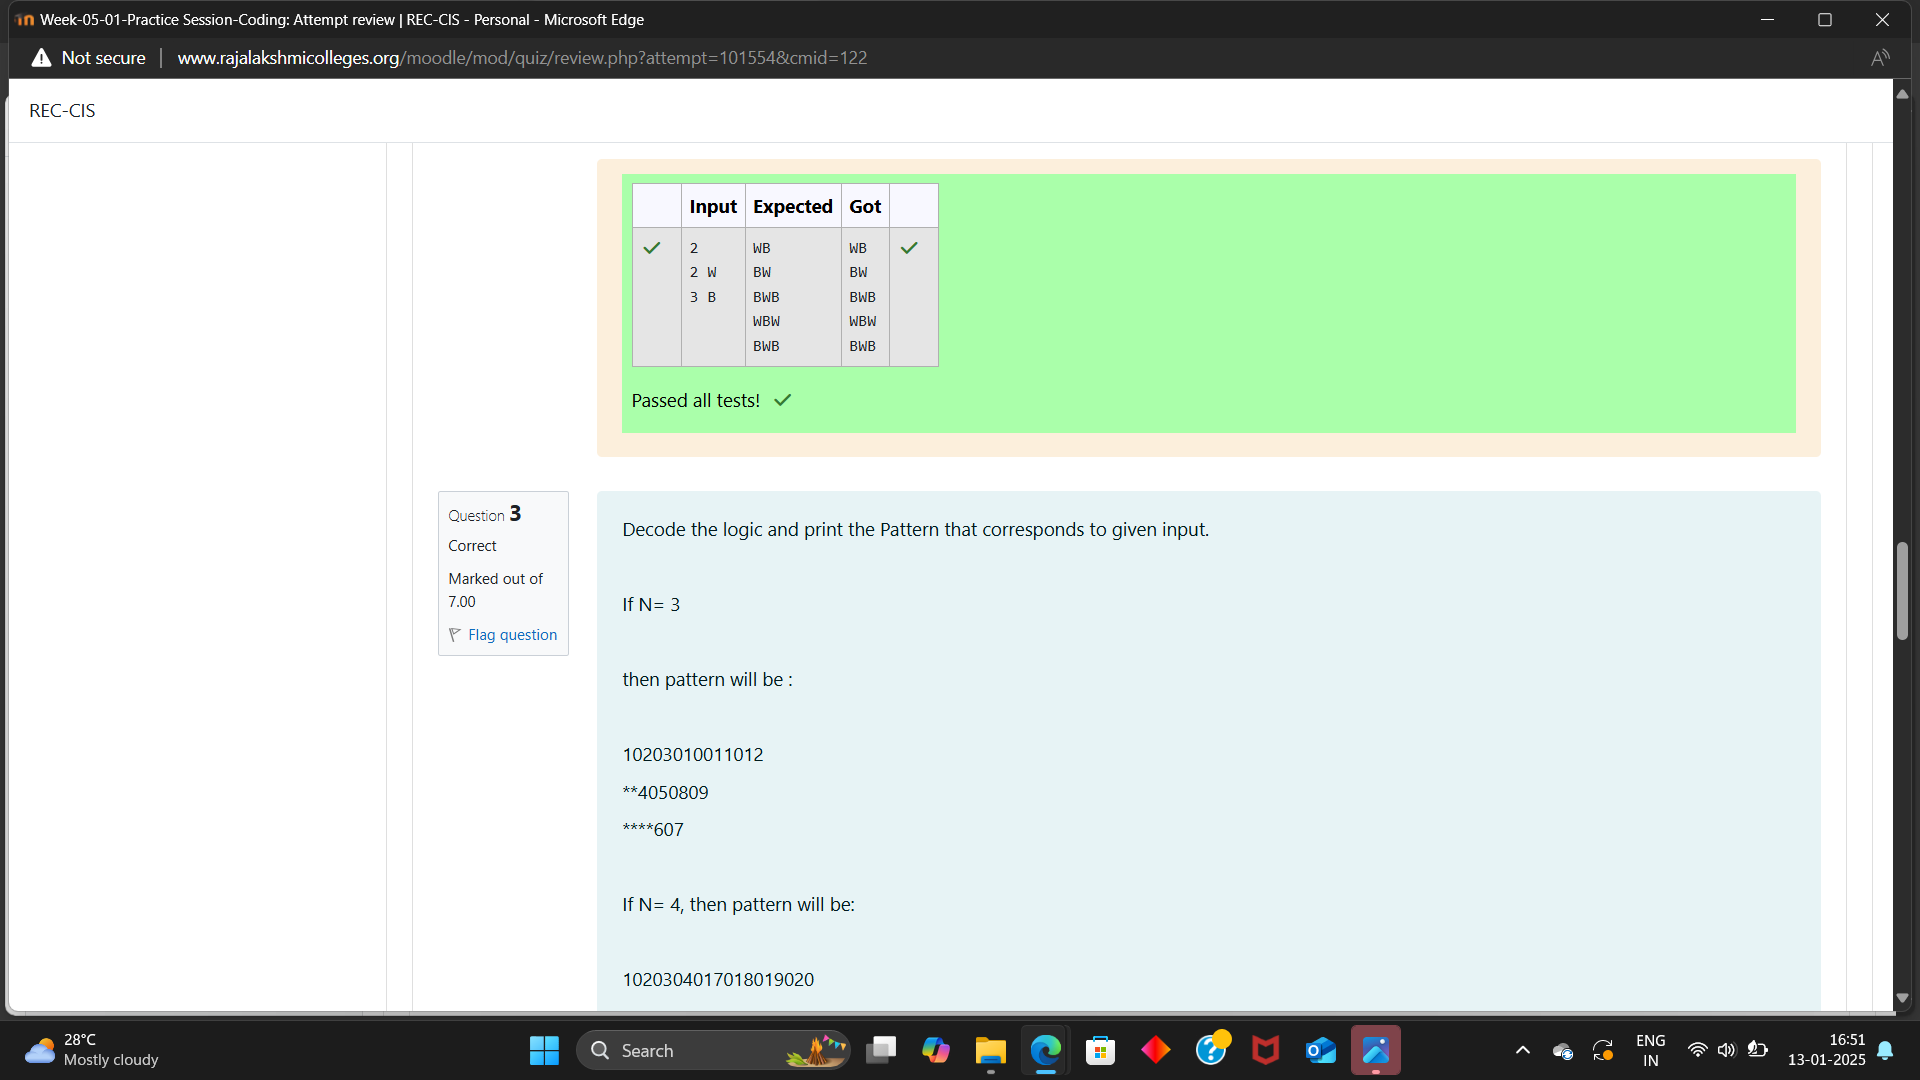 Week-05-01-Practice Session-Coding: Attempt review | REC-CIS - Personal - Microsoft Edge
Not secure | www.rajalakshmicolleges.org/moodle/mod/quiz/review.php?attempt=101554&cmid=122
REC-CIS
Input Expected Got
2 WB WB
2 W BW BW
3 B BWB BWB
WBW WBW
BWB BWB
Passed all tests!
Question 3
Correct
Marked out of
7.00
Flag question
Decode the logic and print the Pattern that corresponds to given input.
If N= 3
then pattern will be :
10203010011012
**4050809
****607
If N= 4, then pattern will be:
1020304017018019020
28°C
Mostly cloudy
Search
ENG
IN
16:51
13-01-2025